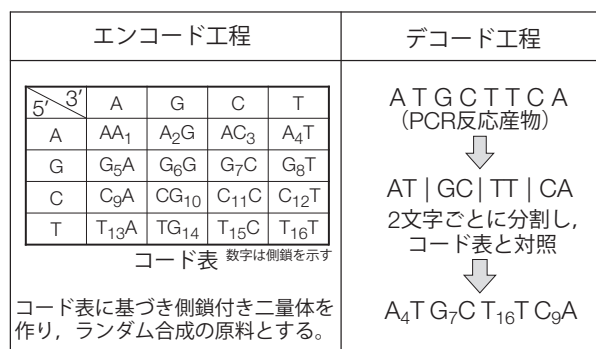 エンコード工程
デコード工程
5′ 3′ A G C T
A AA₁ A₂G AC₃ A₄T
G G₅A G₆G G₇C G₈T
C C₉A CG₁₀ C₁₁C C₁₂T
T T₁₃A TG₁₄ T₁₅C T₁₆T
コード表 数字は側鎖を示す
コード表に基づき側鎖付き二量体を
作り，ランダム合成の原料とする。
A T G C T T C A
(PCR反応産物)
AT | GC | TT | CA
2文字ごとに分割し，
コード表と対照
A₄T G₇C T₁₆T C₉A